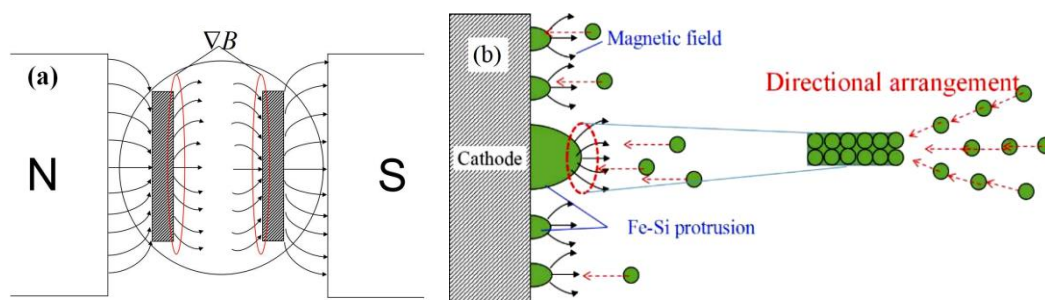 ∇B
(a)
N
S
(b)
Magnetic field
Directional arrangement
Cathode
Fe-Si protrusion